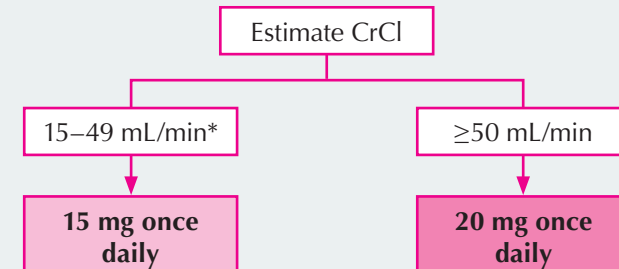 Estimate CrCl
15–49 mL/min*
≥50 mL/min
15 mg once
daily
20 mg once
daily